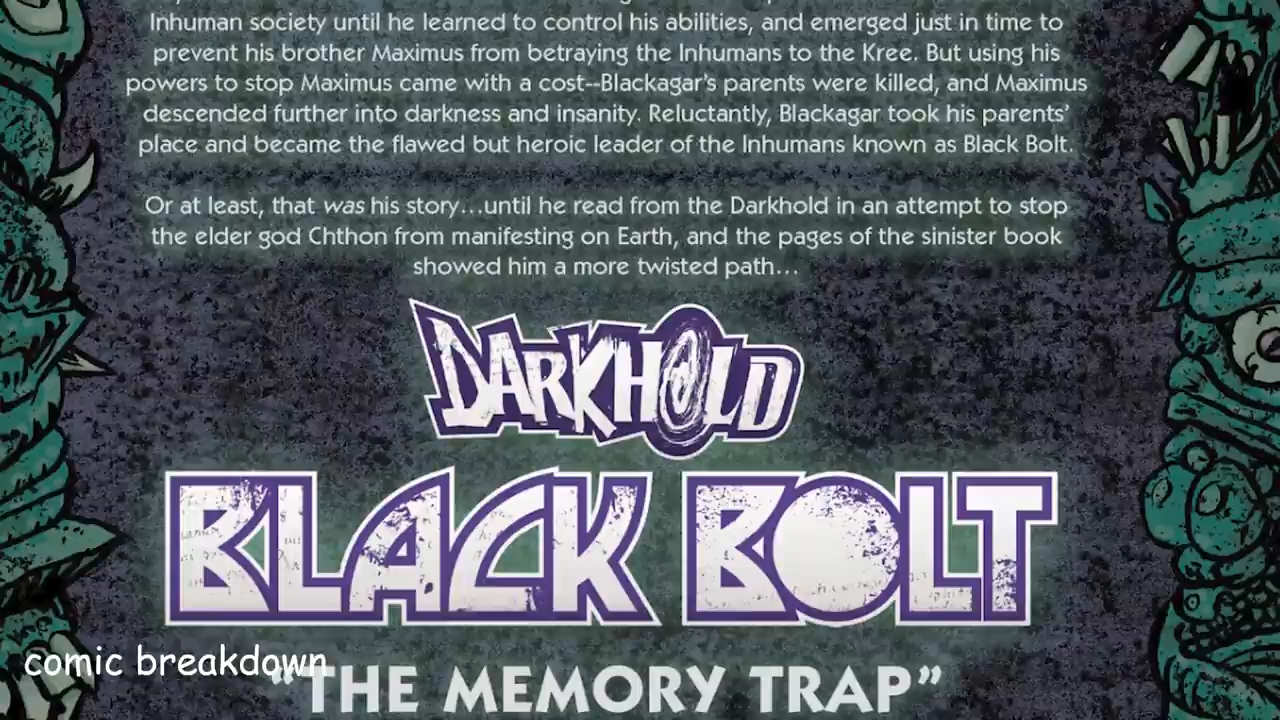 Inhuman society until he learned to control his abilities, and emerged just in time to
prevent his brother Maximus from betraying the Inhumans to the Kree. But using his
powers to stop Maximus came with a cost--Blackagar's parents were killed, and Maximus
descended further into darkness and insanity. Reluctantly, Blackagar took his parents'
place and became the flawed but heroic leader of the Inhumans known as Black Bolt.
Or at least, that was his story...until he read from the Darkhold in an attempt to stop
the elder god Chthon from manifesting on Earth, and the pages of the sinister book
showed him a more twisted path...
DARKHOLD
BLACK BOLT
comic breakdown
"THE MEMORY TRAP"